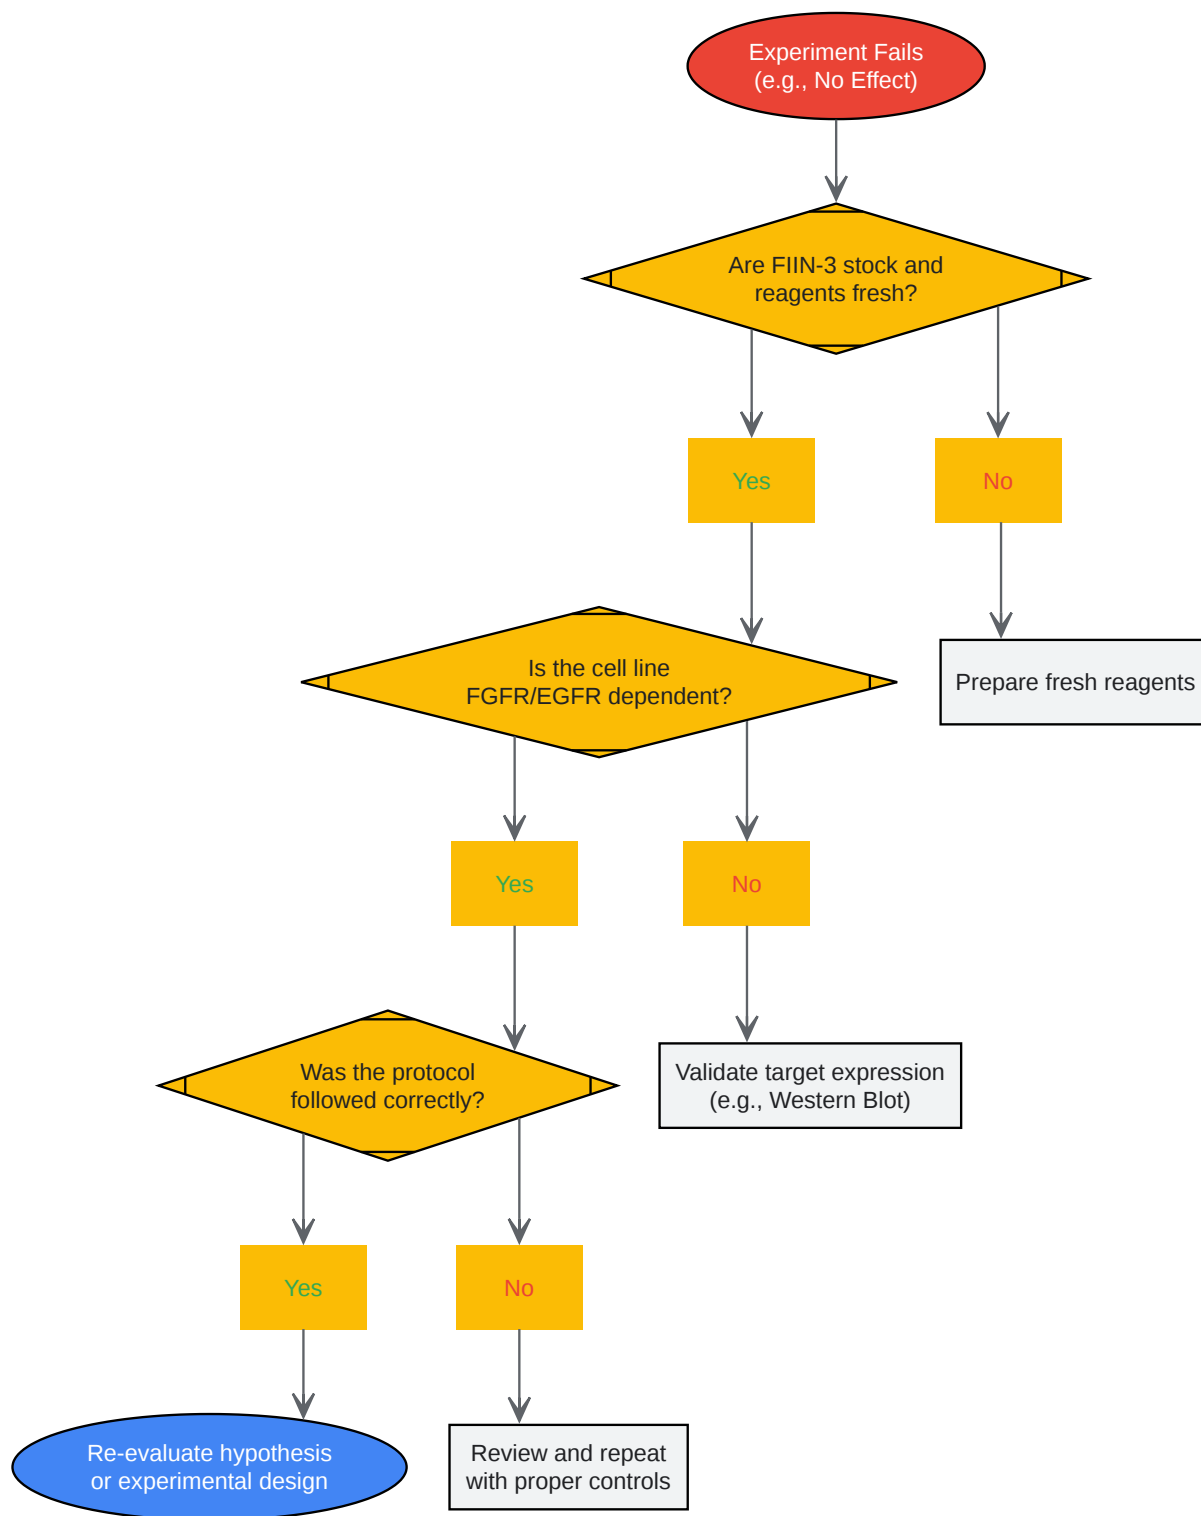 Experiment Fails
(e.g., No Effect)
Are FIIN-3 stock and
reagents fresh?
Yes
No
Is the cell line
FGFR/EGFR dependent?
Prepare fresh reagents
Yes
No
Was the protocol
followed correctly?
Validate target expression
(e.g., Western Blot)
Yes
No
Re-evaluate hypothesis
or experimental design
Review and repeat
with proper controls